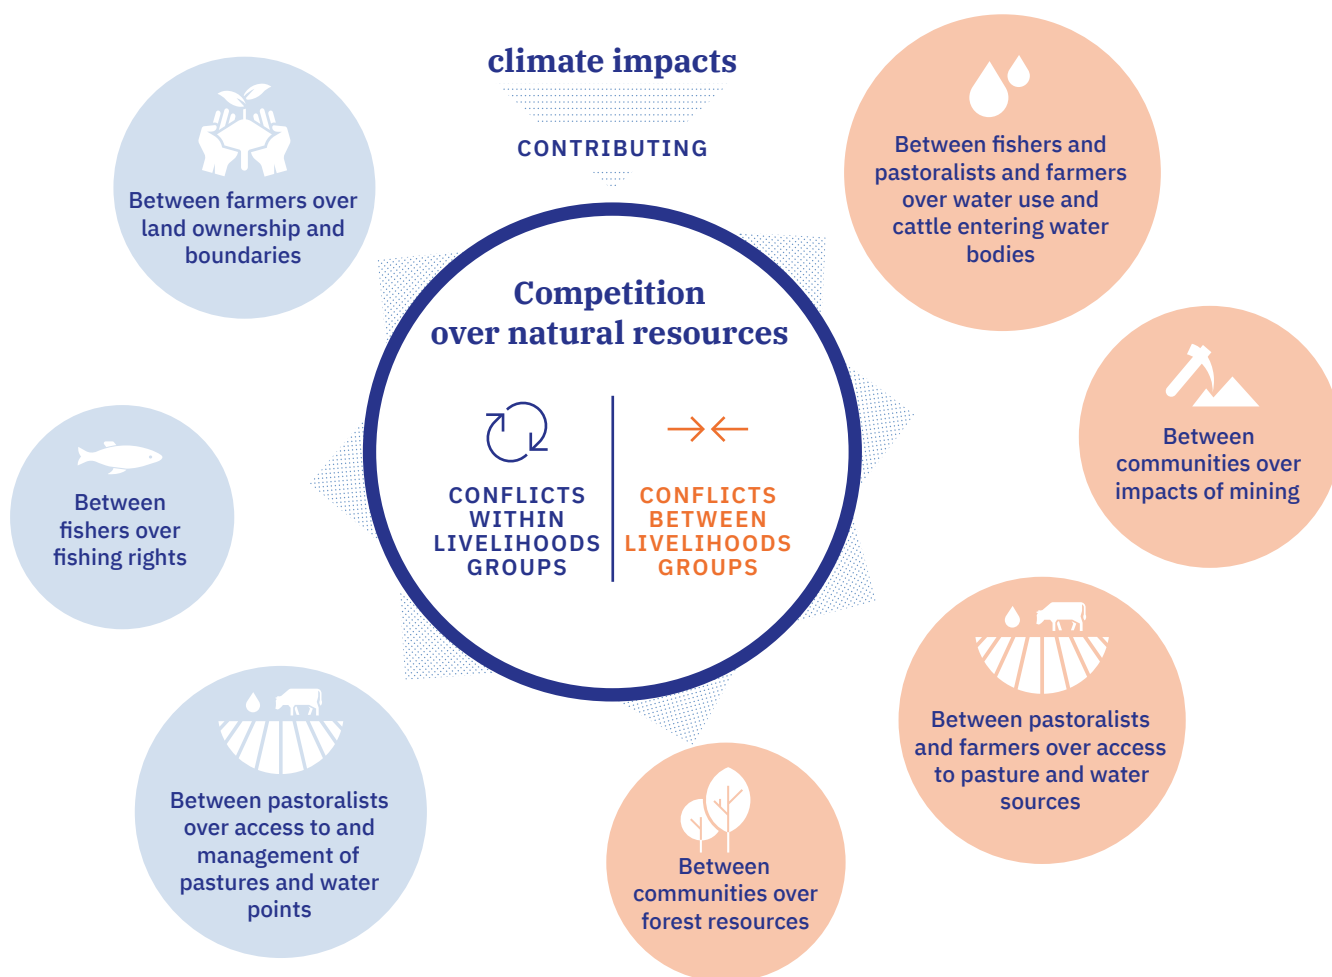 climate impacts
CONTRIBUTING
Competition
over natural resources
CONFLICTS
WITHIN
LIVELIHOODS
GROUPS
CONFLICTS
BETWEEN
LIVELIHOODS
GROUPS
Between farmers over
land ownership and
boundaries
Between
fishers over
fishing rights
Between pastoralists
over access to and
management of
pastures and water
points
Between fishers and
pastoralists and farmers
over water use and
cattle entering water
bodies
Between
communities over
impacts of mining
Between pastoralists
and farmers over access
to pasture and water
sources
Between
communities over
forest resources